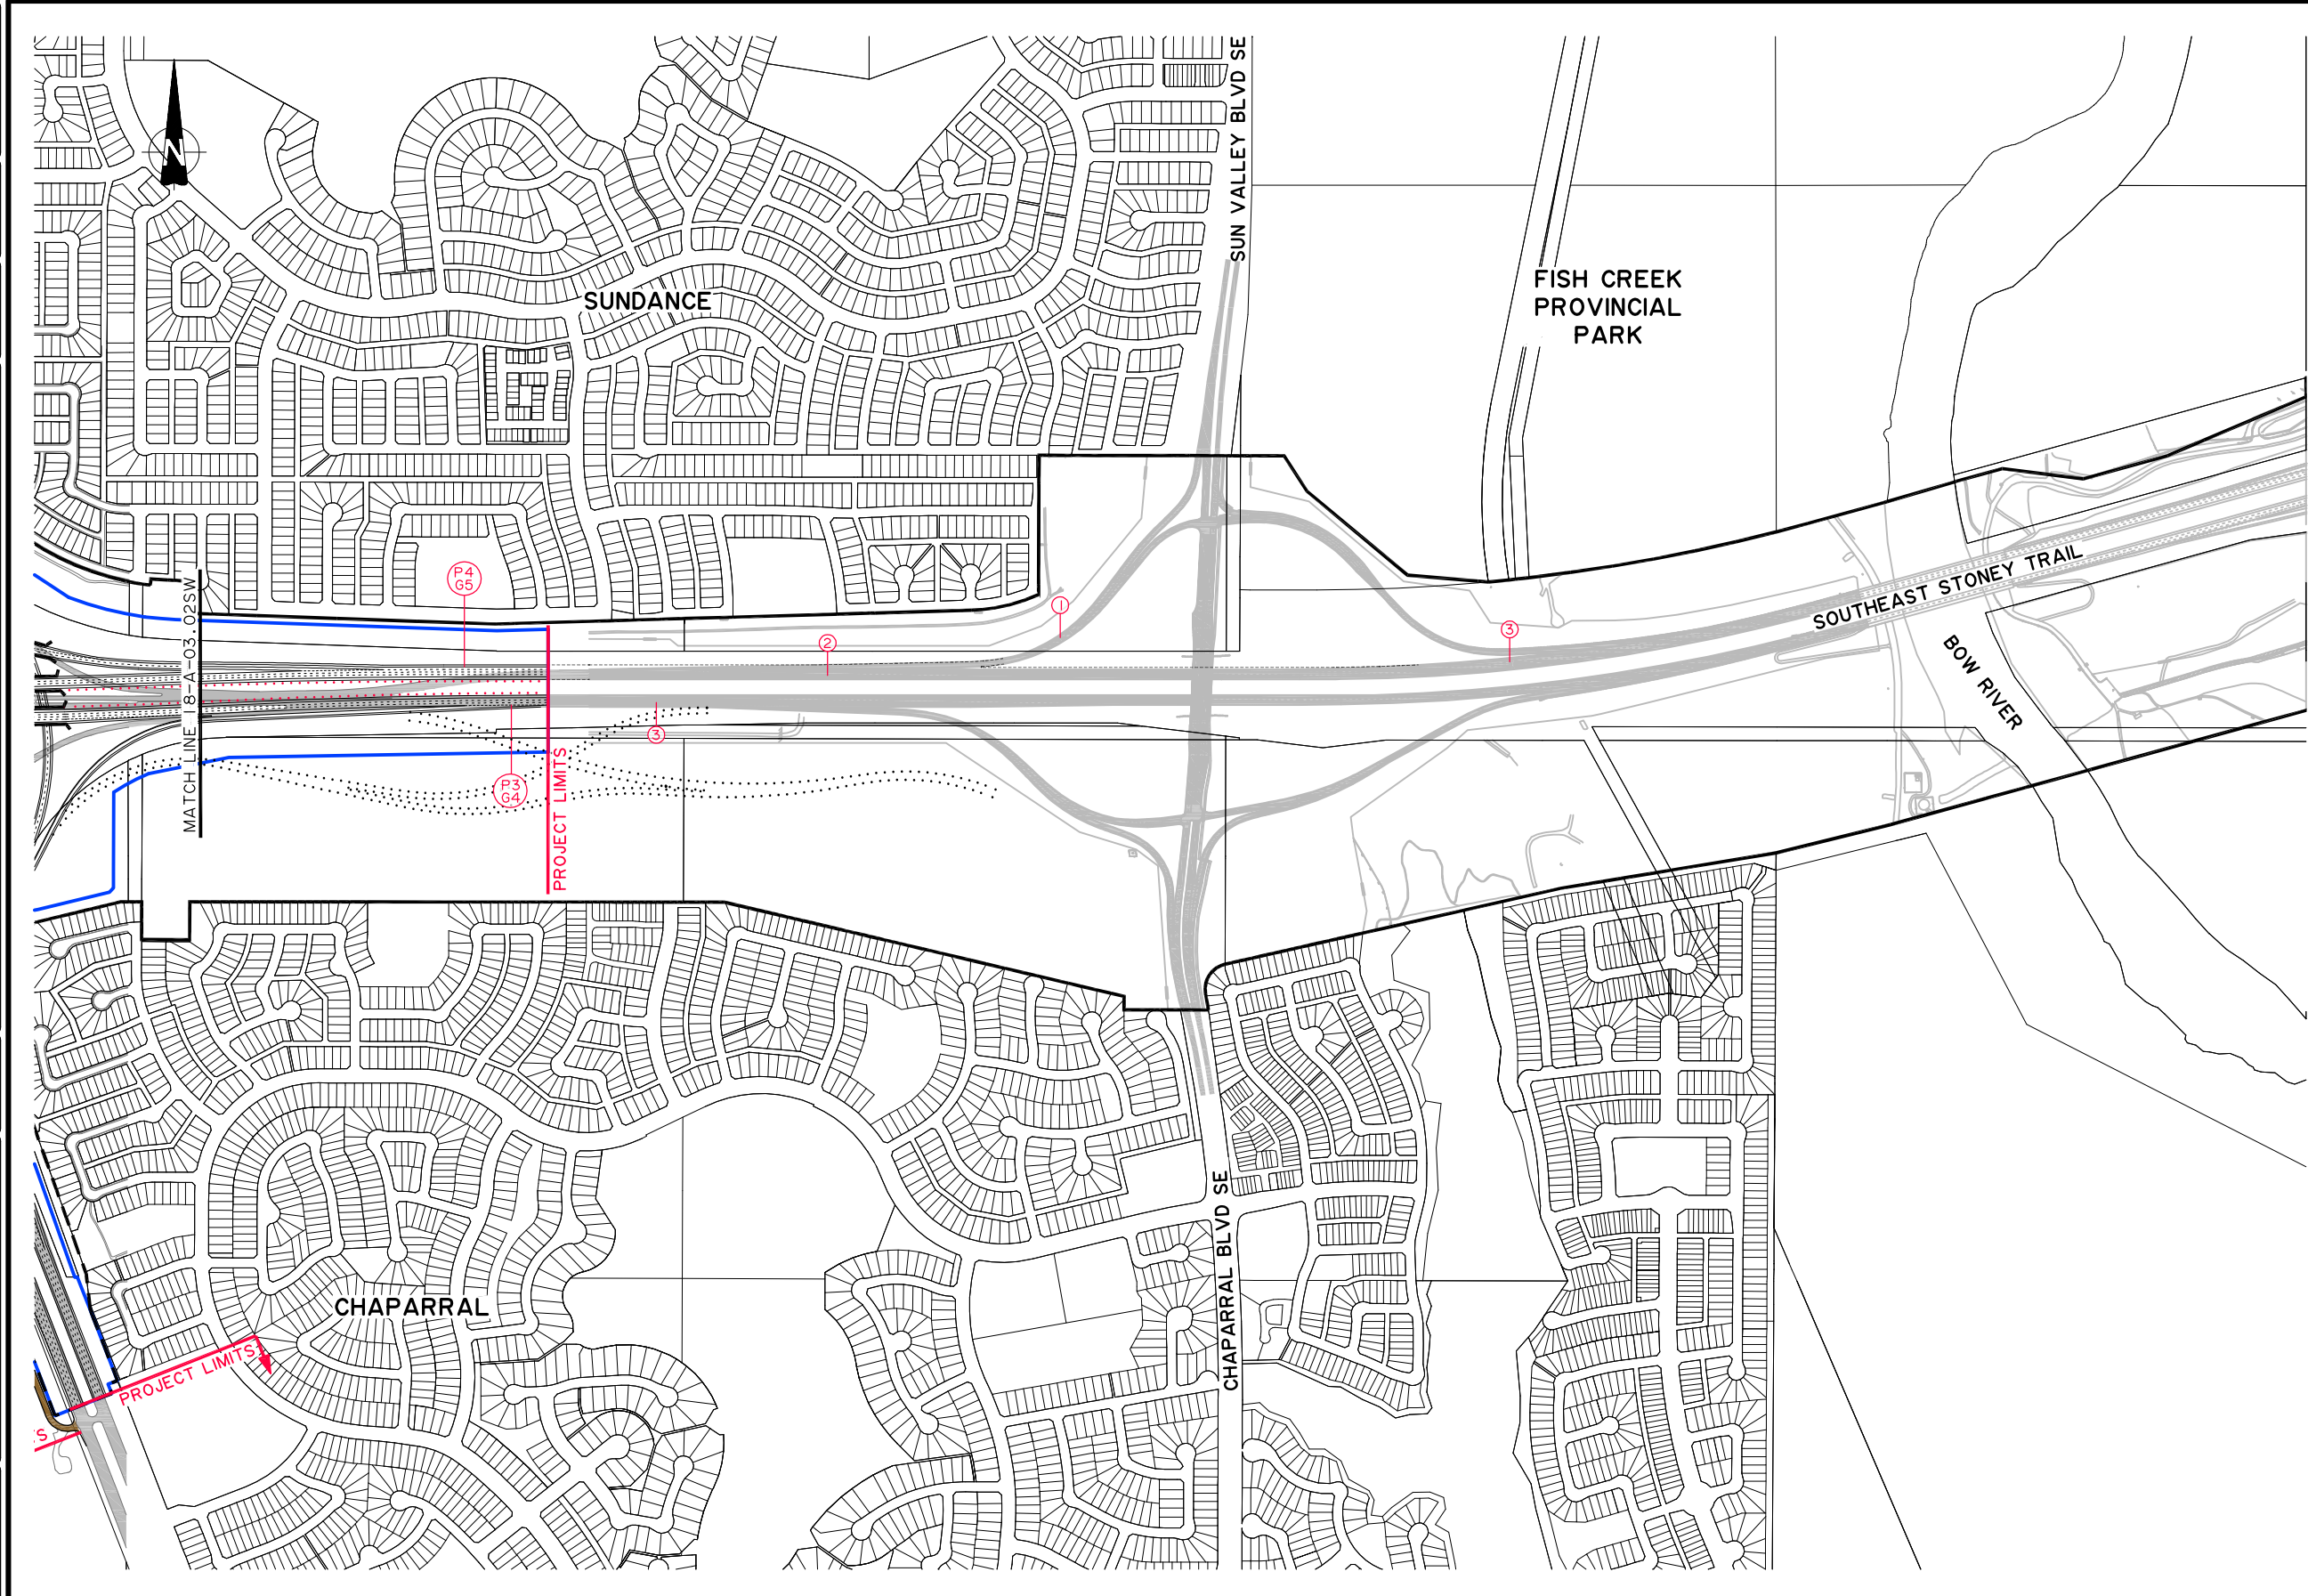 SUN VALLEY BLVD SE
N
SUNDANCE
FISH CREEK
PROVINCIAL
PARK
P4
G5
MATCH LINE 18-A-03.02SW
1
2
3
SOUTHEAST STONEY TRAIL
BOW RIVER
3
P3
G4
PROJECT LIMITS
CHAPARRAL BLVD SE
CHAPARRAL
PROJECT LIMITS
TS